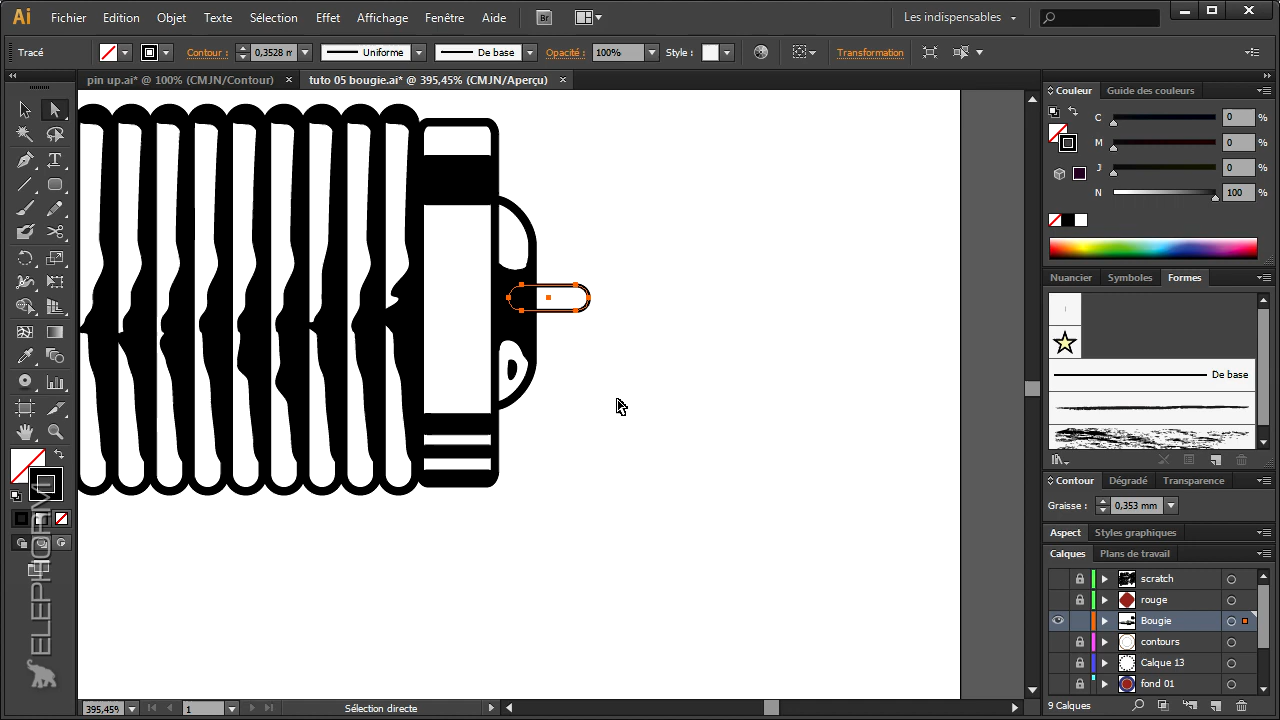 Ai Fichier Edition Objet Texte Sélection Effet Affichage Fenêtre Aide Br Les indispensables
Tracé Contour : 0,3528 m Uniforme De base Opacité : 100% Style : Transformation
pin up.ai* @ 100% (CMJN/Contour) tuto 05 bougie.ai* @ 395,45% (CMJN/Aperçu)
Couleur Guide des couleurs
C 0 %
M 0 %
J 0 %
N 100 %
Nuancier Symboles Formes
De base
Contour Dégradé Transparence
Graisse : 0,353 mm
Aspect Styles graphiques
Calques Plans de travail
scratch
rouge
Bougie
contours
Calque 13
fond 01
9 Calques
395,45% 1 Sélection directe
ELEPHORM